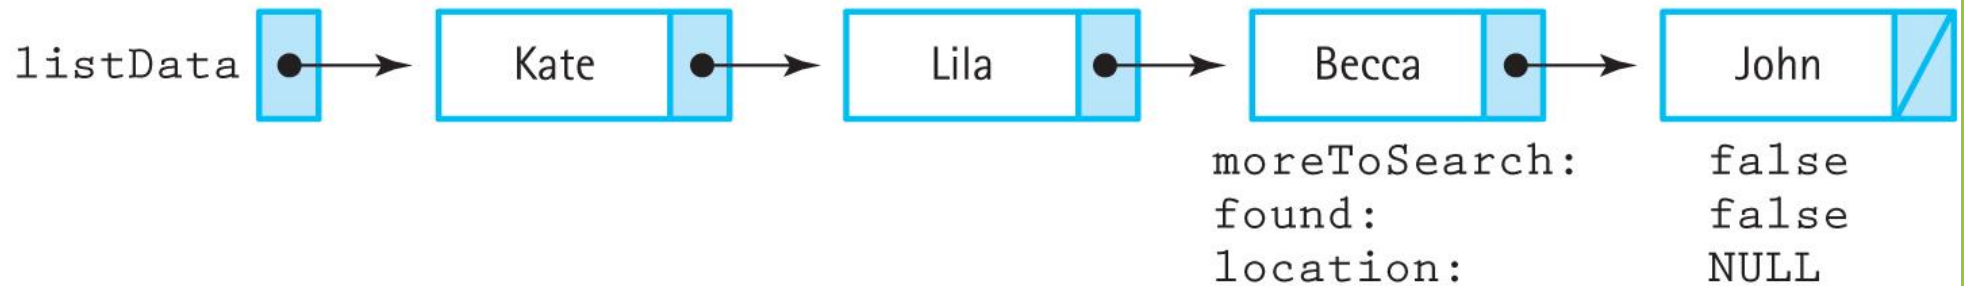 listData Kate Lila Becca John
moreToSearch: false
found: false
location: NULL